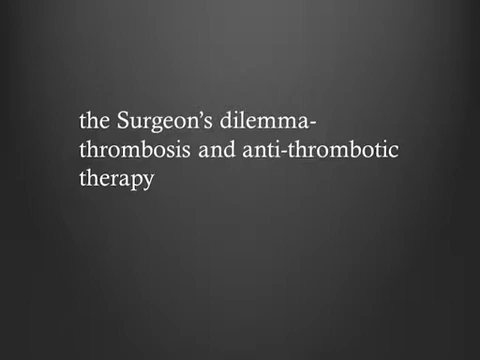 the Surgeon’s dilemma-
thrombosis and anti-thrombotic
therapy